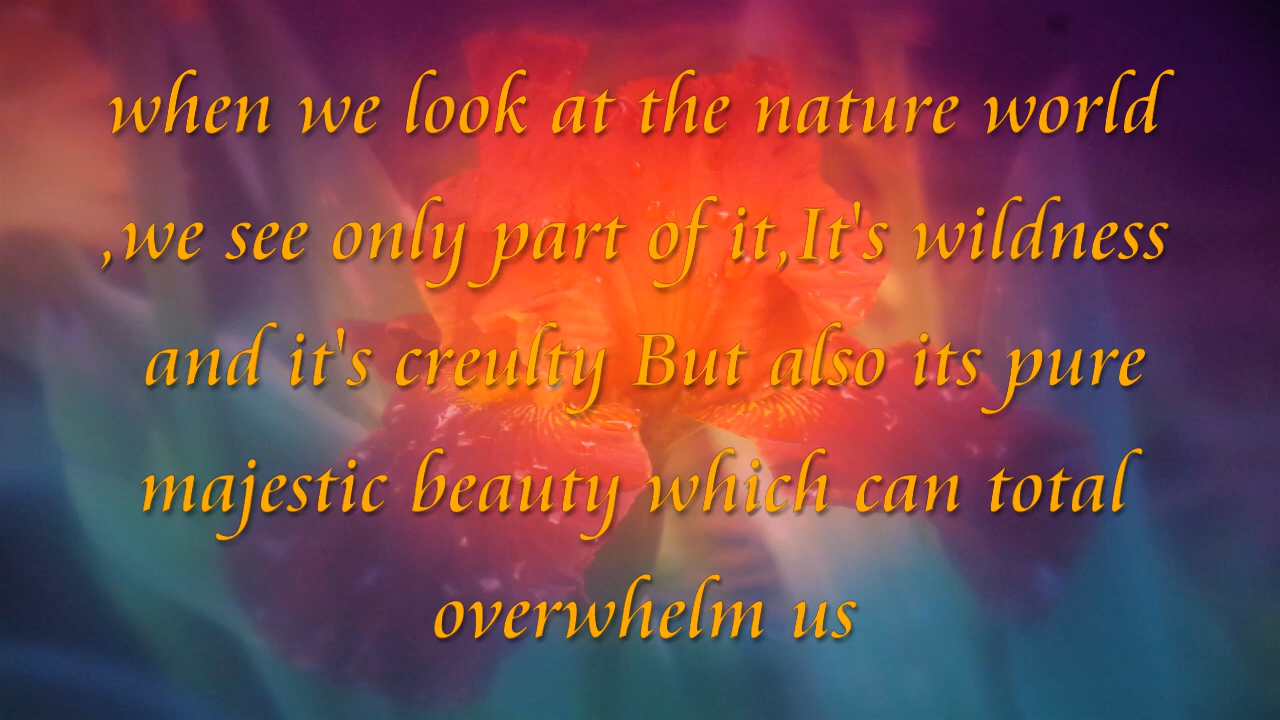 when we look at the nature world
,we see only part of it,It's wildness
and it's creulty But also its pure
majestic beauty which can total
overwhelm us